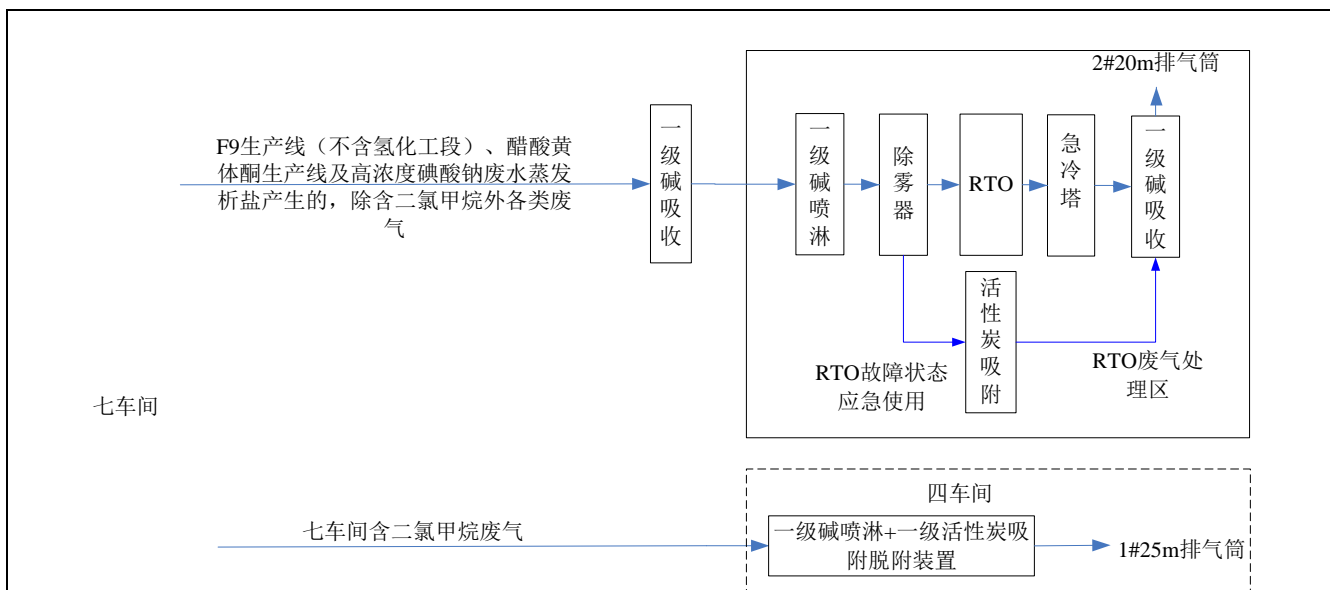 2#20m排气筒
F9生产线（不含氢化工段）、醋酸黄
体酮生产线及高浓度碘酸钠废水蒸发
析盐产生的，除含二氯甲烷外各类废
气
一级碱吸收
一级碱喷淋
除雾器
RTO
急冷塔
一级碱吸收
活性炭吸附
RTO故障状态
应急使用
RTO废气处
理区
七车间
四车间
七车间含二氯甲烷废气
一级碱喷淋+一级活性炭吸
附脱附装置
1#25m排气筒